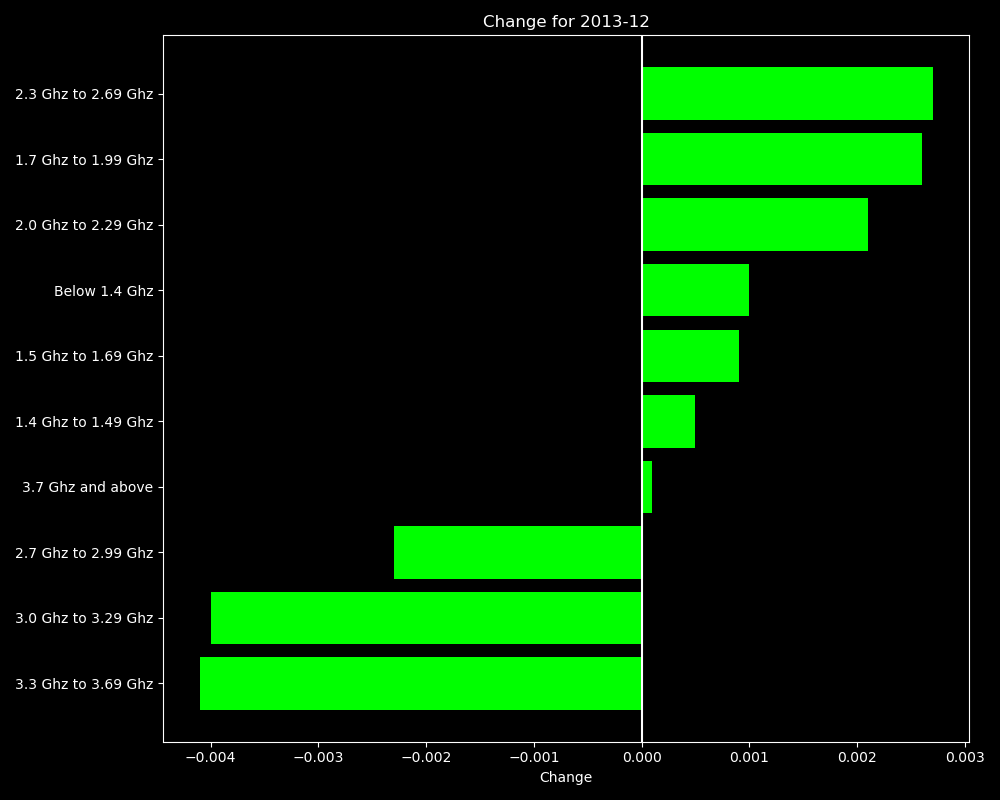 Change for 2013-12
2.3 Ghz to 2.69 Ghz
1.7 Ghz to 1.99 Ghz
2.0 Ghz to 2.29 Ghz
Below 1.4 Ghz
1.5 Ghz to 1.69 Ghz
1.4 Ghz to 1.49 Ghz
3.7 Ghz and above
2.7 Ghz to 2.99 Ghz
3.0 Ghz to 3.29 Ghz
3.3 Ghz to 3.69 Ghz
−0.004 −0.003 −0.002 −0.001 0.000 0.001 0.002 0.003
Change